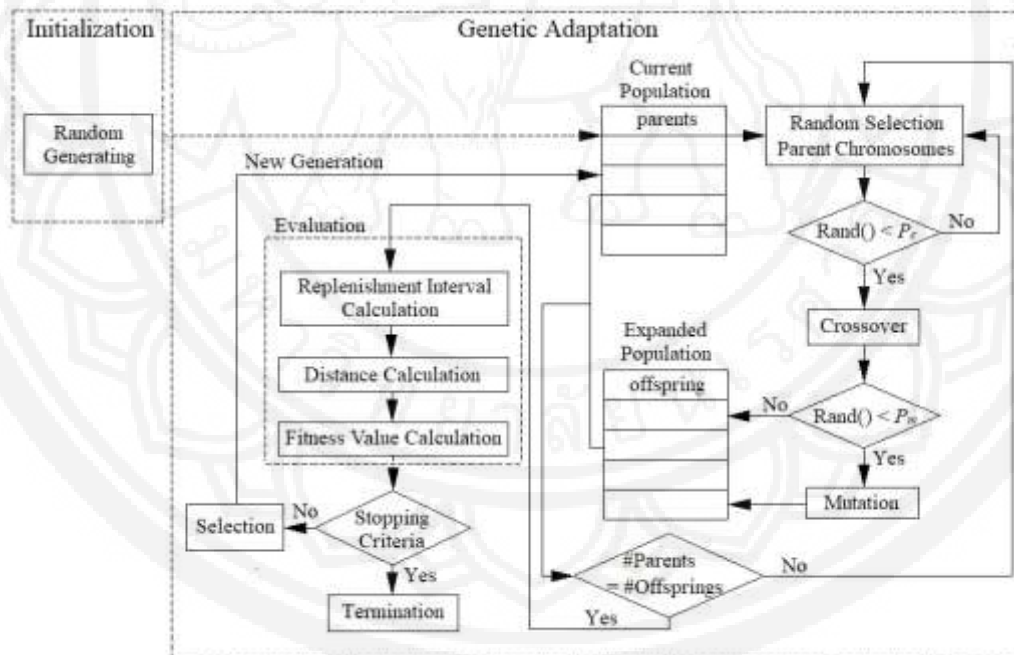 Initialization
Genetic Adaptation
Random
Generating
Current
Population
parents
Random Selection
Parent Chromosomes
New Generation
Rand() < Pc
No
Yes
Evaluation
Replenishment Interval
Calculation
Crossover
Expanded
Population
offspring
Distance Calculation
Rand() < Pm
No
Yes
Fitness Value Calculation
Mutation
Selection
No
Stopping
Criteria
Yes
Termination
#Parents
= #Offsprings
No
Yes